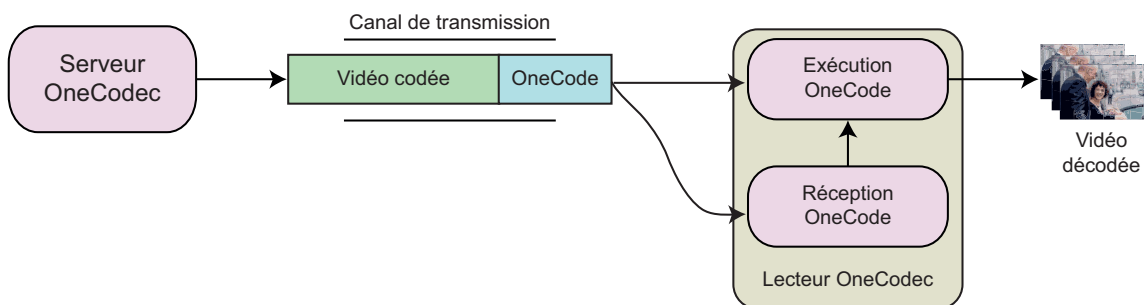 Canal de transmission
Serveur
OneCodec
Vidéo codée
OneCode
Exécution
OneCode
Vidéo
décodée
Réception
OneCode
Lecteur OneCodec